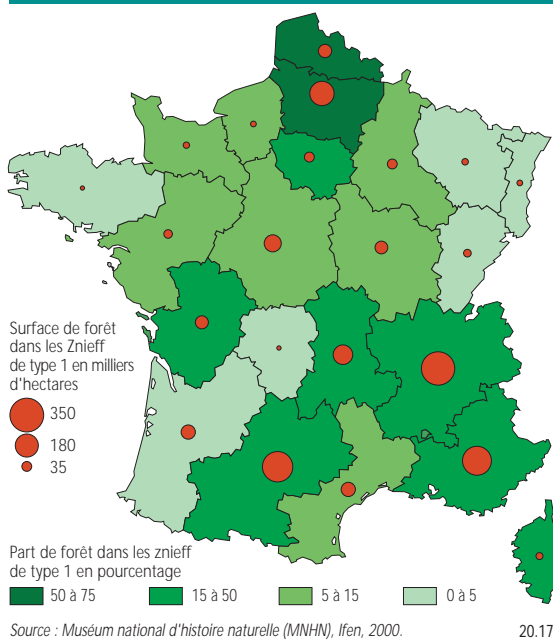 Surface de forêt
dans les Znieff
de type 1 en milliers
d'hectares
350
180
35
Part de forêt dans les znieff
de type 1 en pourcentage
50 à 75
15 à 50
5 à 15
0 à 5
Source : Muséum national d'histoire naturelle (MNHN), Ifen, 2000.
20.17